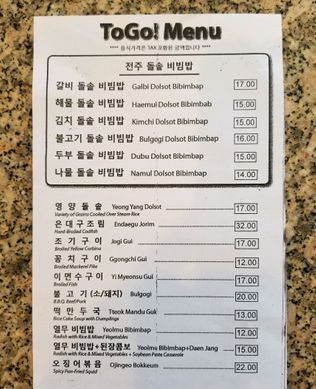 ToGo! Menu
**** 음식가격은 TAX 포함된 금액입니다 ****
전주 돌솥 비빔밥
갈비 돌솥 비빔밥 Galbi Dolsot Bibimbap 17.00
해물 돌솥 비빔밥 Haemul Dolsot Bibimbap 15.00
김치 돌솥 비빔밥 Kimchi Dolsot Bibimbap 15.00
불고기 돌솥 비빔밥 Bulgogi Dolsot Bibimbap 16.00
두부 돌솥 비빔밥 Dubu Dolsot Bibimbap 15.00
나물 돌솥 비빔밥 Namul Dolsot Bibimbap 14.00
영양돌솥 Yeong Yang Dolsot 17.00
Variety of Grains Cooked Over Steam Rice
은대구조림 Endaegu Jorim 32.00
Hard-Broiled Codfish
조기구이 Jogi Gui 17.00
Broiled Yellow Corbina
꽁치구이 Ggongchi Gui 12.00
Broiled Mackerel Pike
이면수구이 Yi Myeonsu Gui 17.00
Broiled Fish
불고기 (소/돼지) Bulgogi 20.00
B.B.Q. Beef/Pork
떡만두국 Tteok Mandu Guk 13.00
Rice Cake Soup with Dumplings
열무 비빔밥 Yeolmu Bibimbap 12.00
Radish with Rice & Mixed Vegetables
열무 비빔밥+된장뚝배기 Yeolmu Bibimbap+Daen Jang 15.00
Radish with Rice & Mixed Vegetables + Soybean Paste Casserole
오징어볶음 Ojingeo Bokkeum 22.00
Spicy Pan-Fried Squid